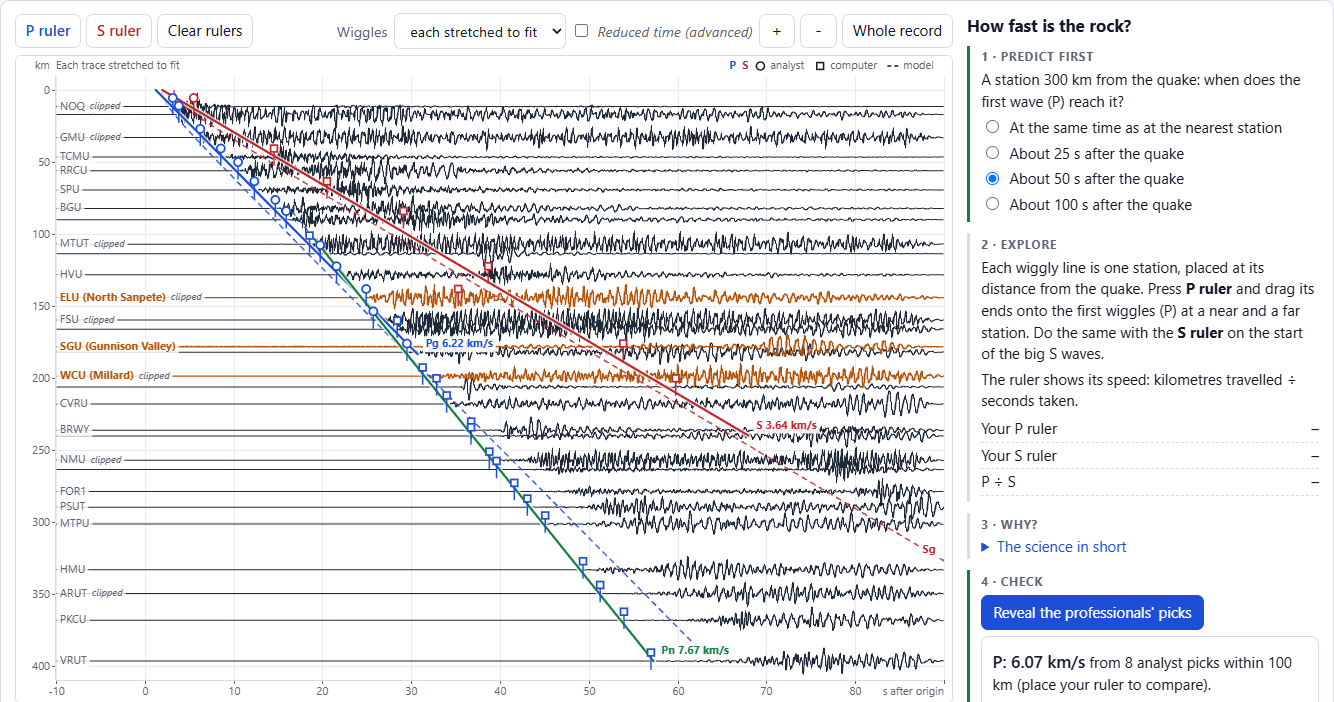 P ruler
S ruler
Clear rulers
Wiggles
each stretched to fit
Reduced time (advanced)
+
-
Whole record
km Each trace stretched to fit
P S analyst computer model
0
NOQ clipped
GMU clipped
TCMU
50
RRCU
SPU
BGU
100
MTUT clipped
HVU
ELU (North Sanpete) clipped
150
FSU clipped
Pg 6.22 km/s
SGU (Gunnison Valley)
WCU (Millard) clipped
200
CVRU
S 3.64 km/s
BRWY
250
NMU clipped
FOR1
PSUT
300
MTPU
Sg
HMU
350
ARUT clipped
PKCU
Pn 7.67 km/s
VRUT
400
-10 0 10 20 30 40 50 60 70 80 s after origin
How fast is the rock?
1 · PREDICT FIRST
A station 300 km from the quake: when does the
first wave (P) reach it?
At the same time as at the nearest station
About 25 s after the quake
About 50 s after the quake
About 100 s after the quake
2 · EXPLORE
Each wiggly line is one station, placed at its
distance from the quake. Press P ruler and drag its
ends onto the first wiggles (P) at a near and a far
station. Do the same with the S ruler on the start
of the big S waves.
The ruler shows its speed: kilometres travelled ÷
seconds taken.
Your P ruler –
Your S ruler –
P ÷ S –
3 · WHY?
The science in short
4 · CHECK
Reveal the professionals' picks
P: 6.07 km/s from 8 analyst picks within 100
km (place your ruler to compare).